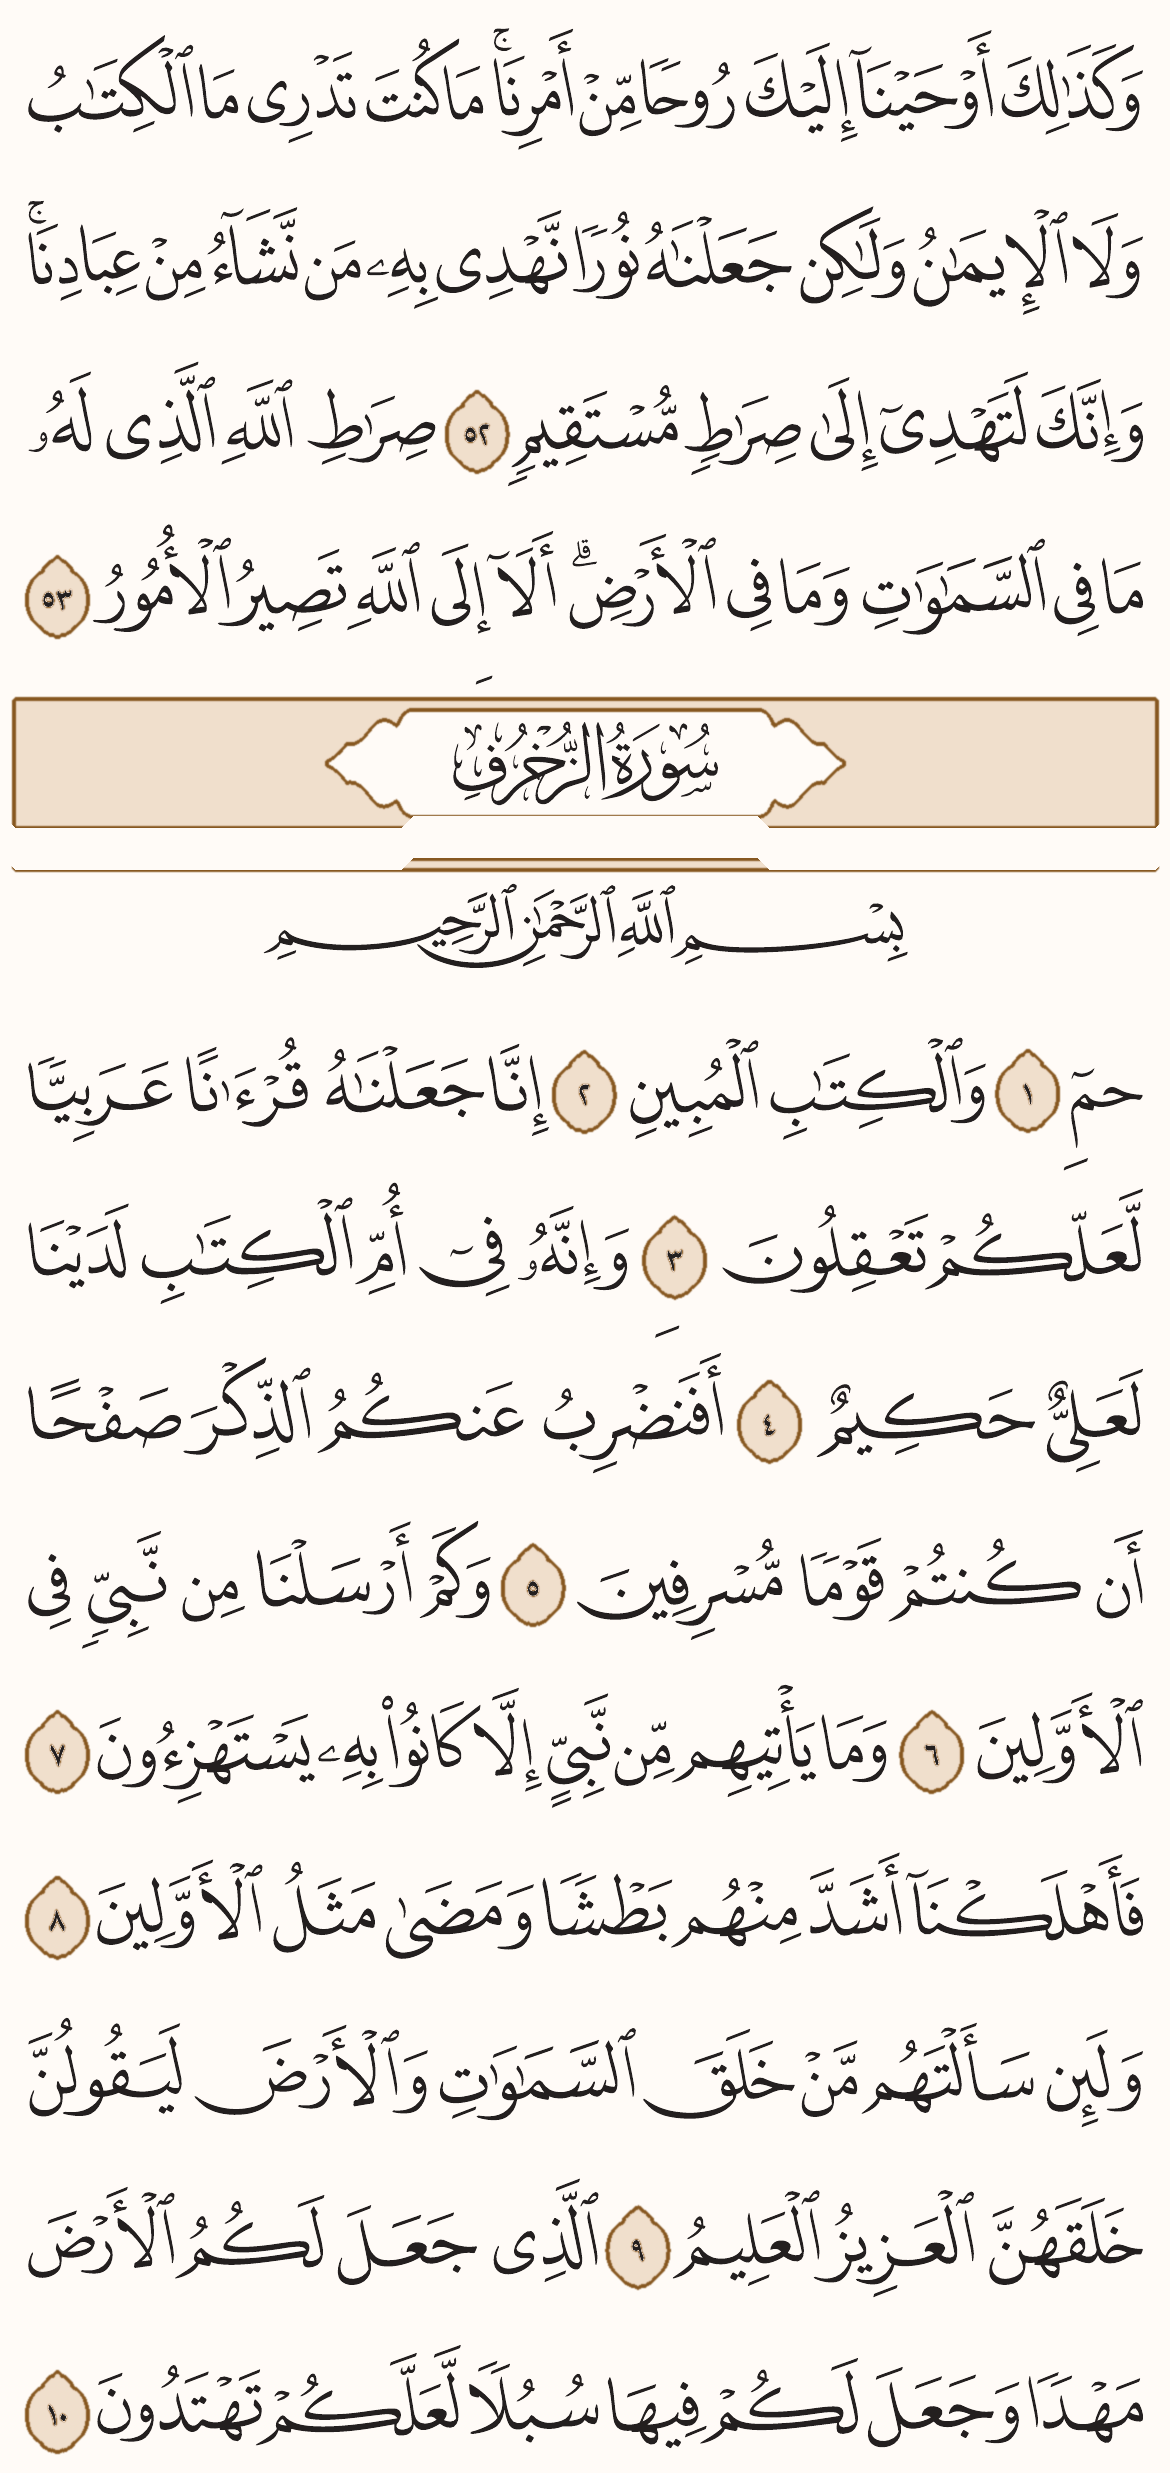 وَكَذَٰلِكَ أَوْحَيْنَآ إِلَيْكَ رُوحًا مِّنْ أَمْرِنَا ۚ مَا كُنتَ تَدْرِى مَا ٱلْكِتَـٰبُ
وَلَا ٱلْإِيمَـٰنُ وَلَـٰكِن جَعَلْنَـٰهُ نُورًا نَّهْدِى بِهِۦ مَن نَّشَآءُ مِنْ عِبَادِنَا ۚ
وَإِنَّكَ لَتَهْدِىٓ إِلَىٰ صِرَٰطٍ مُّسْتَقِيمٍ ٥٢ صِرَٰطِ ٱللَّهِ ٱلَّذِى لَهُۥ
مَا فِى ٱلسَّمَـٰوَٰتِ وَمَا فِى ٱلْأَرْضِ ۗ أَلَآ إِلَى ٱللَّهِ تَصِيرُ ٱلْأُمُورُ ٥٣
سُورَةُ الزُّخْرُفِ
بِسْمِ ٱللَّهِ ٱلرَّحْمَـٰنِ ٱلرَّحِيمِ
حمٓ ١ وَٱلْكِتَـٰبِ ٱلْمُبِينِ ٢ إِنَّا جَعَلْنَـٰهُ قُرْءَٰنًا عَرَبِيًّا
لَّعَلَّكُمْ تَعْقِلُونَ ٣ وَإِنَّهُۥ فِىٓ أُمِّ ٱلْكِتَـٰبِ لَدَيْنَا
لَعَلِىٌّ حَكِيمٌ ٤ أَفَنَضْرِبُ عَنكُمُ ٱلذِّكْرَ صَفْحًا
أَن كُنتُمْ قَوْمًا مُّسْرِفِينَ ٥ وَكَمْ أَرْسَلْنَا مِن نَّبِىٍّ فِى
ٱلْأَوَّلِينَ ٦ وَمَا يَأْتِيهِم مِّن نَّبِىٍّ إِلَّا كَانُوا۟ بِهِۦ يَسْتَهْزِءُونَ ٧
فَأَهْلَكْنَآ أَشَدَّ مِنْهُم بَطْشًا وَمَضَىٰ مَثَلُ ٱلْأَوَّلِينَ ٨
وَلَئِن سَأَلْتَهُم مَّنْ خَلَقَ ٱلسَّمَـٰوَٰتِ وَٱلْأَرْضَ لَيَقُولُنَّ
خَلَقَهُنَّ ٱلْعَزِيزُ ٱلْعَلِيمُ ٩ ٱلَّذِى جَعَلَ لَكُمُ ٱلْأَرْضَ
مَهْدًا وَجَعَلَ لَكُمْ فِيهَا سُبُلًا لَّعَلَّكُمْ تَهْتَدُونَ ١٠